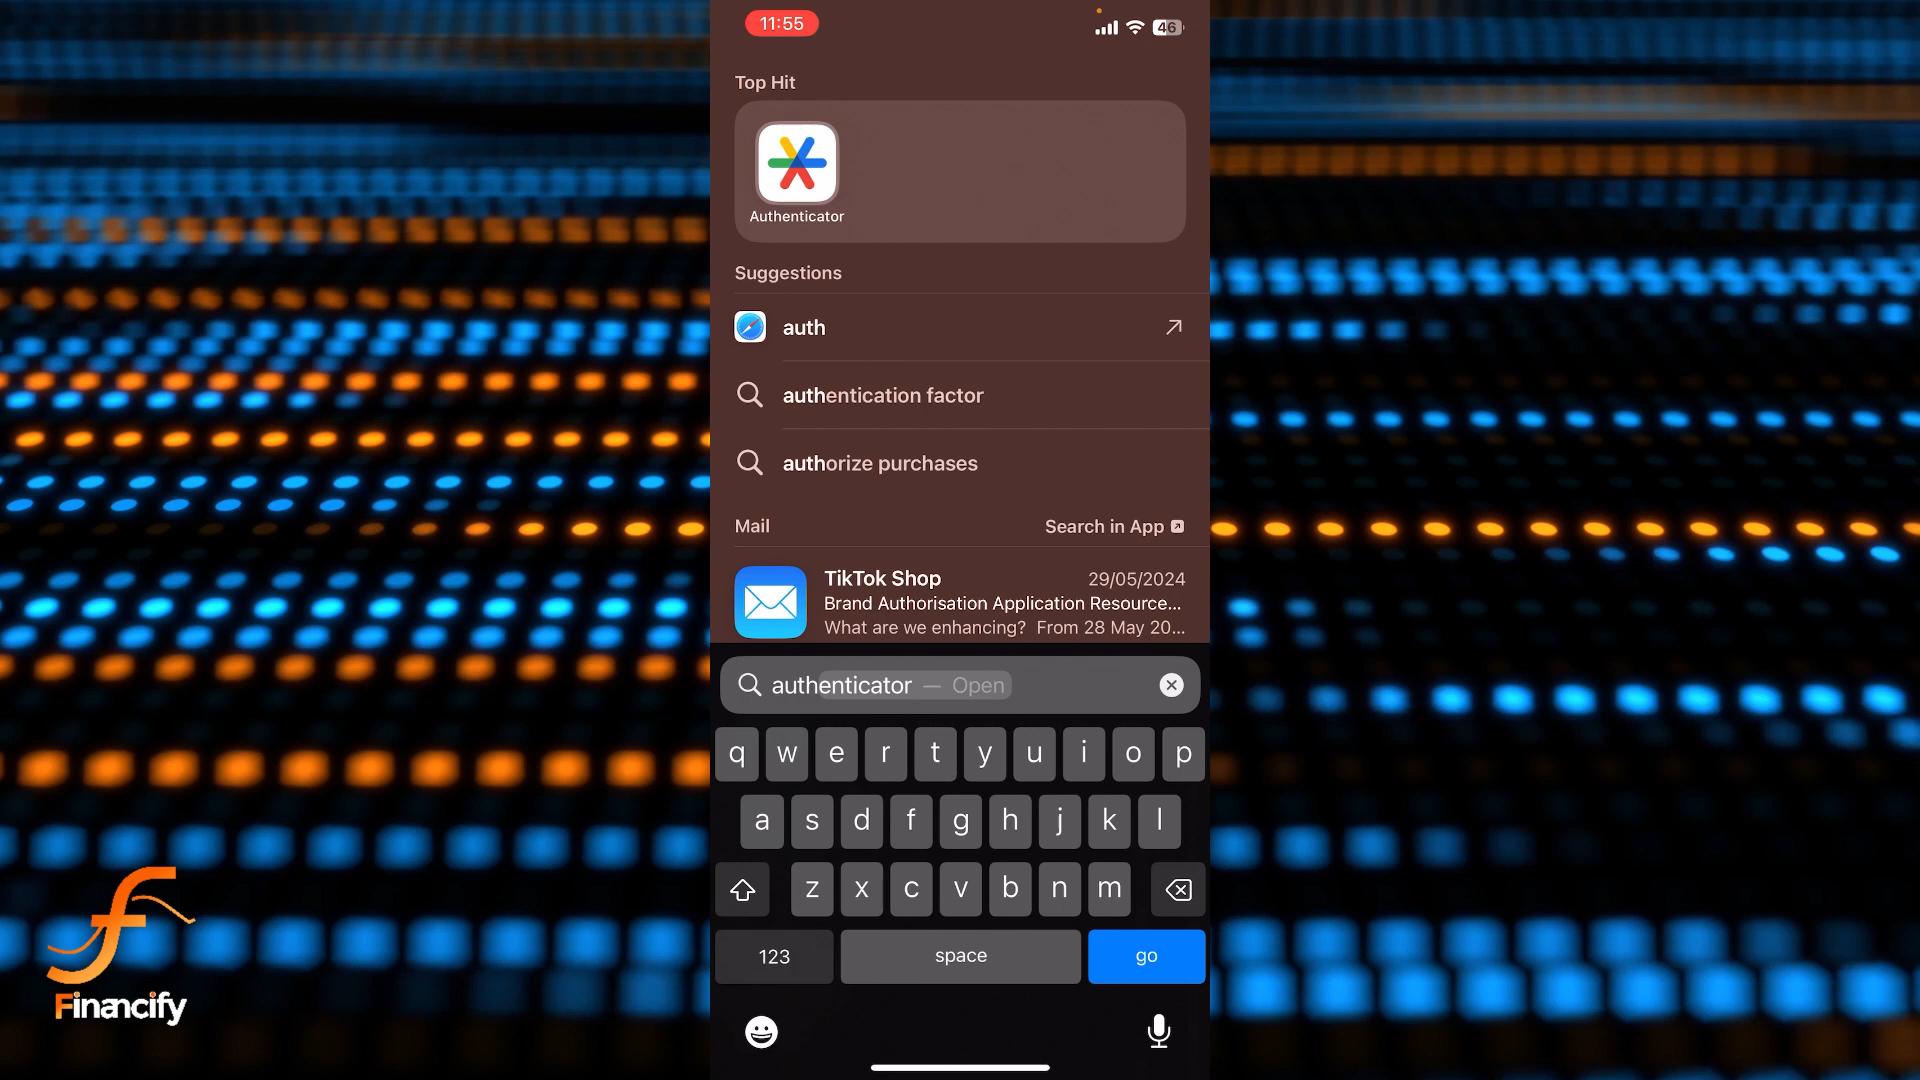 11:55
46
Top Hit
Authenticator
Suggestions
auth
authentication factor
authorize purchases
Mail
Search in App
TikTok Shop
29/05/2024
Brand Authorisation Application Resource...
What are we enhancing? From 28 May 20...
authenticator — Open
q w e r t y u i o p
a s d f g h j k l
z x c v b n m
123
space
go
Financify